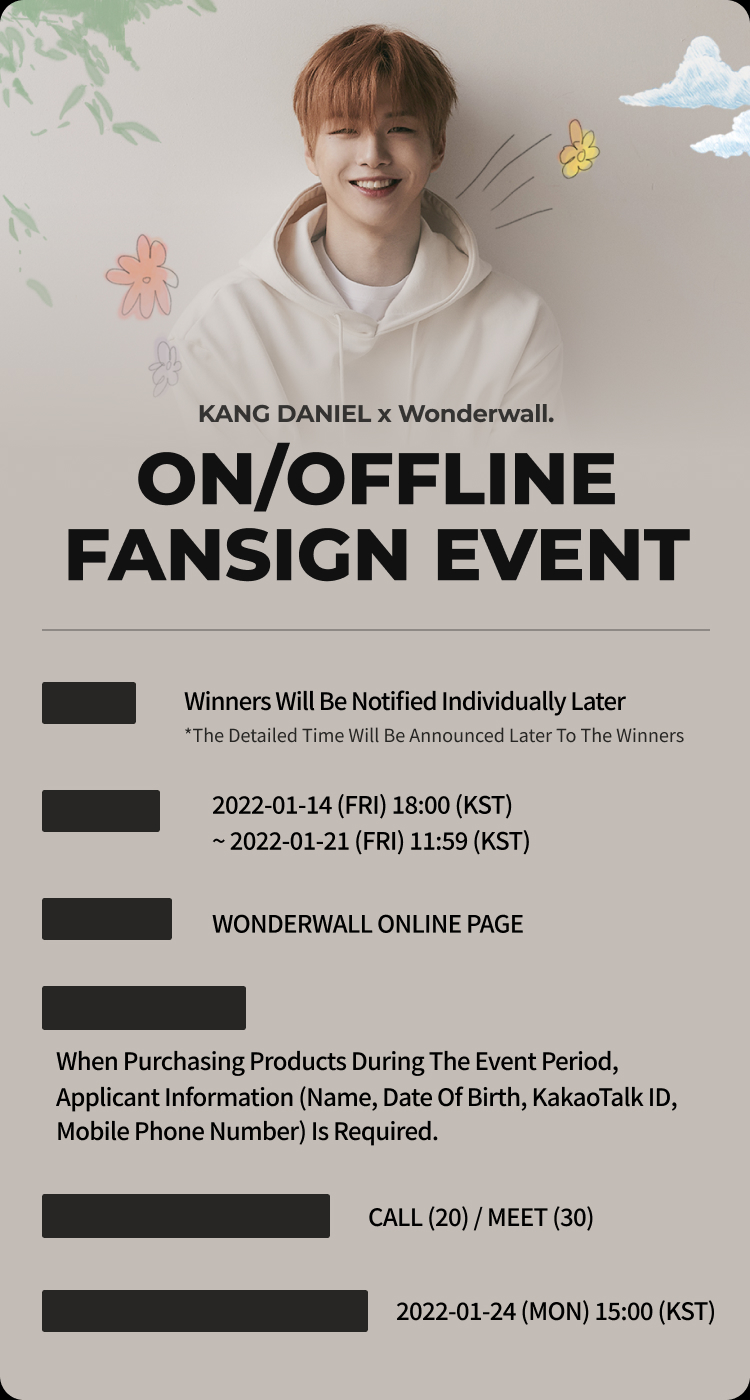 KANG DANIEL x Wonderwall.
ON/OFFLINE
FANSIGN EVENT
Winners Will Be Notified Individually Later
*The Detailed Time Will Be Announced Later To The Winners
2022-01-14 (FRI) 18:00 (KST)
~ 2022-01-21 (FRI) 11:59 (KST)
WONDERWALL ONLINE PAGE
When Purchasing Products During The Event Period,
Applicant Information (Name, Date Of Birth, KakaoTalk ID,
Mobile Phone Number) Is Required.
CALL (20) / MEET (30)
2022-01-24 (MON) 15:00 (KST)